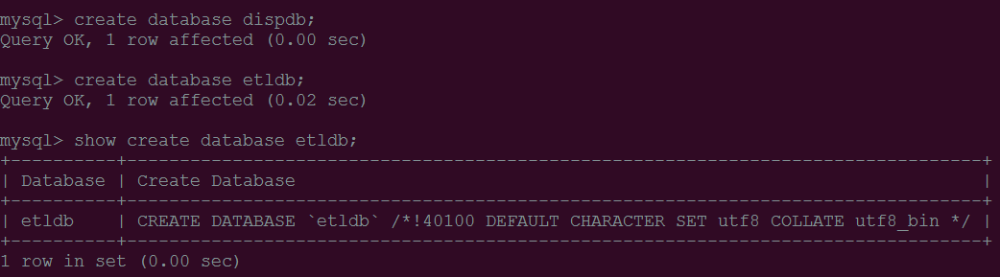 mysql> create database dispdb;
Query OK, 1 row affected (0.00 sec)
mysql> create database etldb;
Query OK, 1 row affected (0.02 sec)
mysql> show create database etldb;
+----------+-------------------------------------------------------------------------------+
| Database | Create Database                                                               |
+----------+-------------------------------------------------------------------------------+
| etldb    | CREATE DATABASE `etldb` /*!40100 DEFAULT CHARACTER SET utf8 COLLATE utf8_bin */ |
+----------+-------------------------------------------------------------------------------+
1 row in set (0.00 sec)